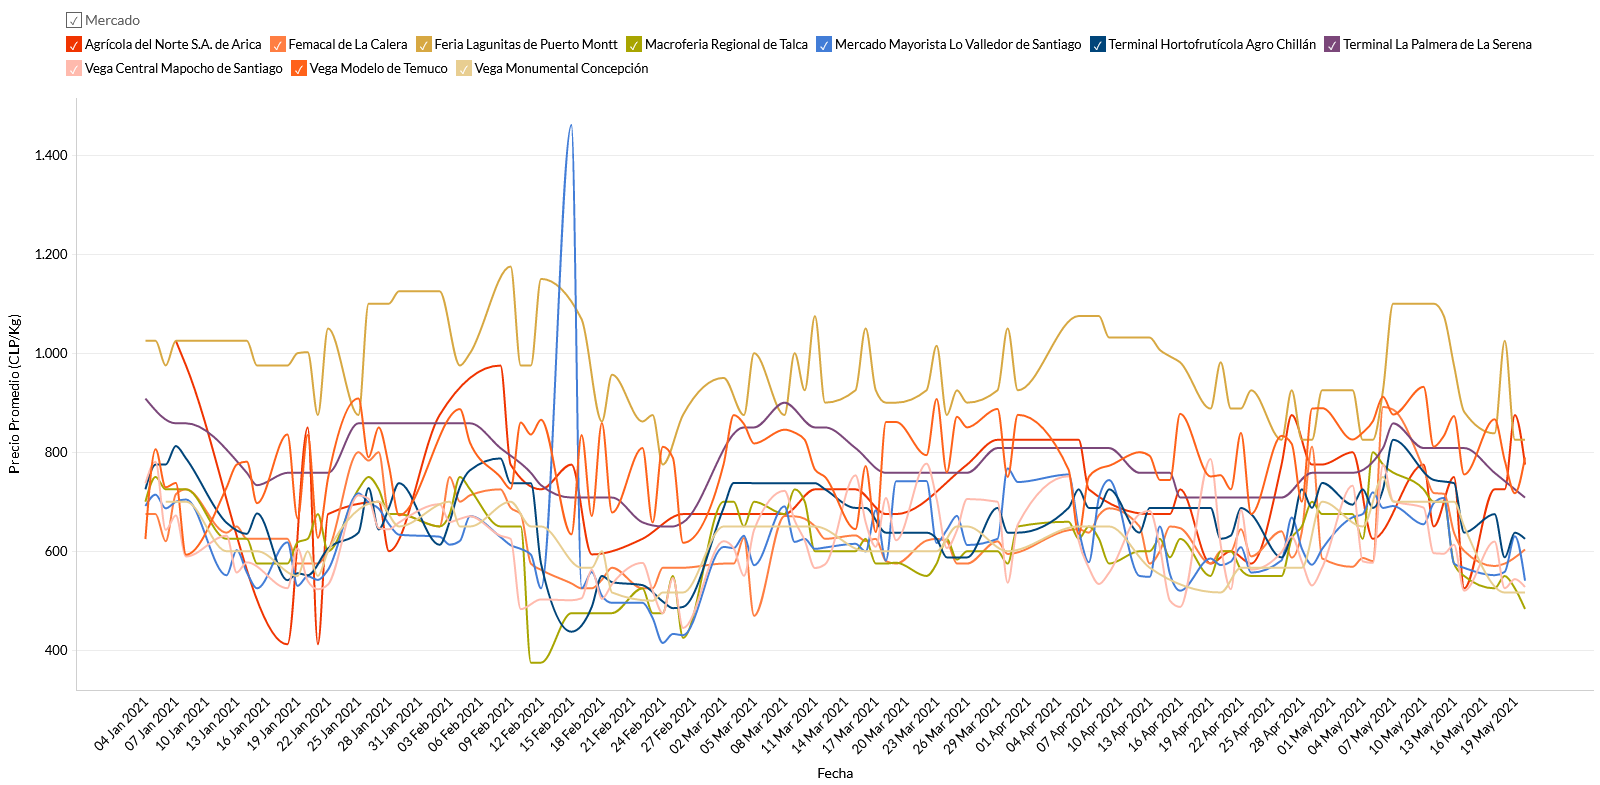 Mercado
Agrícola del Norte S.A. de Arica Femacal de La Calera Feria Lagunitas de Puerto Montt Macroferia Regional de Talca Mercado Mayorista Lo Valledor de Santiago Terminal Hortofrutícola Agro Chillán Terminal La Palmera de La Serena
Vega Central Mapocho de Santiago Vega Modelo de Temuco Vega Monumental Concepción
1.400
1.200
1.000
800
600
400
Precio Promedio (CLP/Kg)
04 Jan 2021 07 Jan 2021 10 Jan 2021 13 Jan 2021 16 Jan 2021 19 Jan 2021 22 Jan 2021 25 Jan 2021 28 Jan 2021 31 Jan 2021 03 Feb 2021 06 Feb 2021 09 Feb 2021 12 Feb 2021 15 Feb 2021 18 Feb 2021 21 Feb 2021 24 Feb 2021 27 Feb 2021 02 Mar 2021 05 Mar 2021 08 Mar 2021 11 Mar 2021 14 Mar 2021 17 Mar 2021 20 Mar 2021 23 Mar 2021 26 Mar 2021 29 Mar 2021 01 Apr 2021 04 Apr 2021 07 Apr 2021 10 Apr 2021 13 Apr 2021 16 Apr 2021 19 Apr 2021 22 Apr 2021 25 Apr 2021 28 Apr 2021 01 May 2021 04 May 2021 07 May 2021 10 May 2021 13 May 2021 16 May 2021 19 May 2021
Fecha